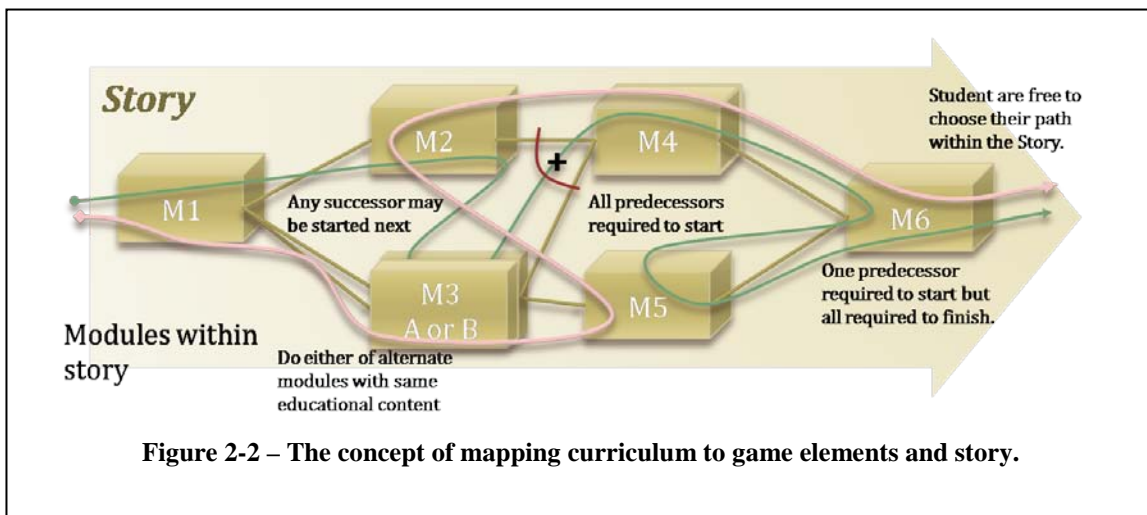 Story
Student are free to
choose their path
within the Story.
M2
M4
+
M1
M6
Any successor may
be started next
All predecessors
required to start
M3
A or B
M5
One predecessor
required to start but
all required to finish.
Modules within
story
Do either of alternate
modules with same
educational content
Figure 2-2 – The concept of mapping curriculum to game elements and story.